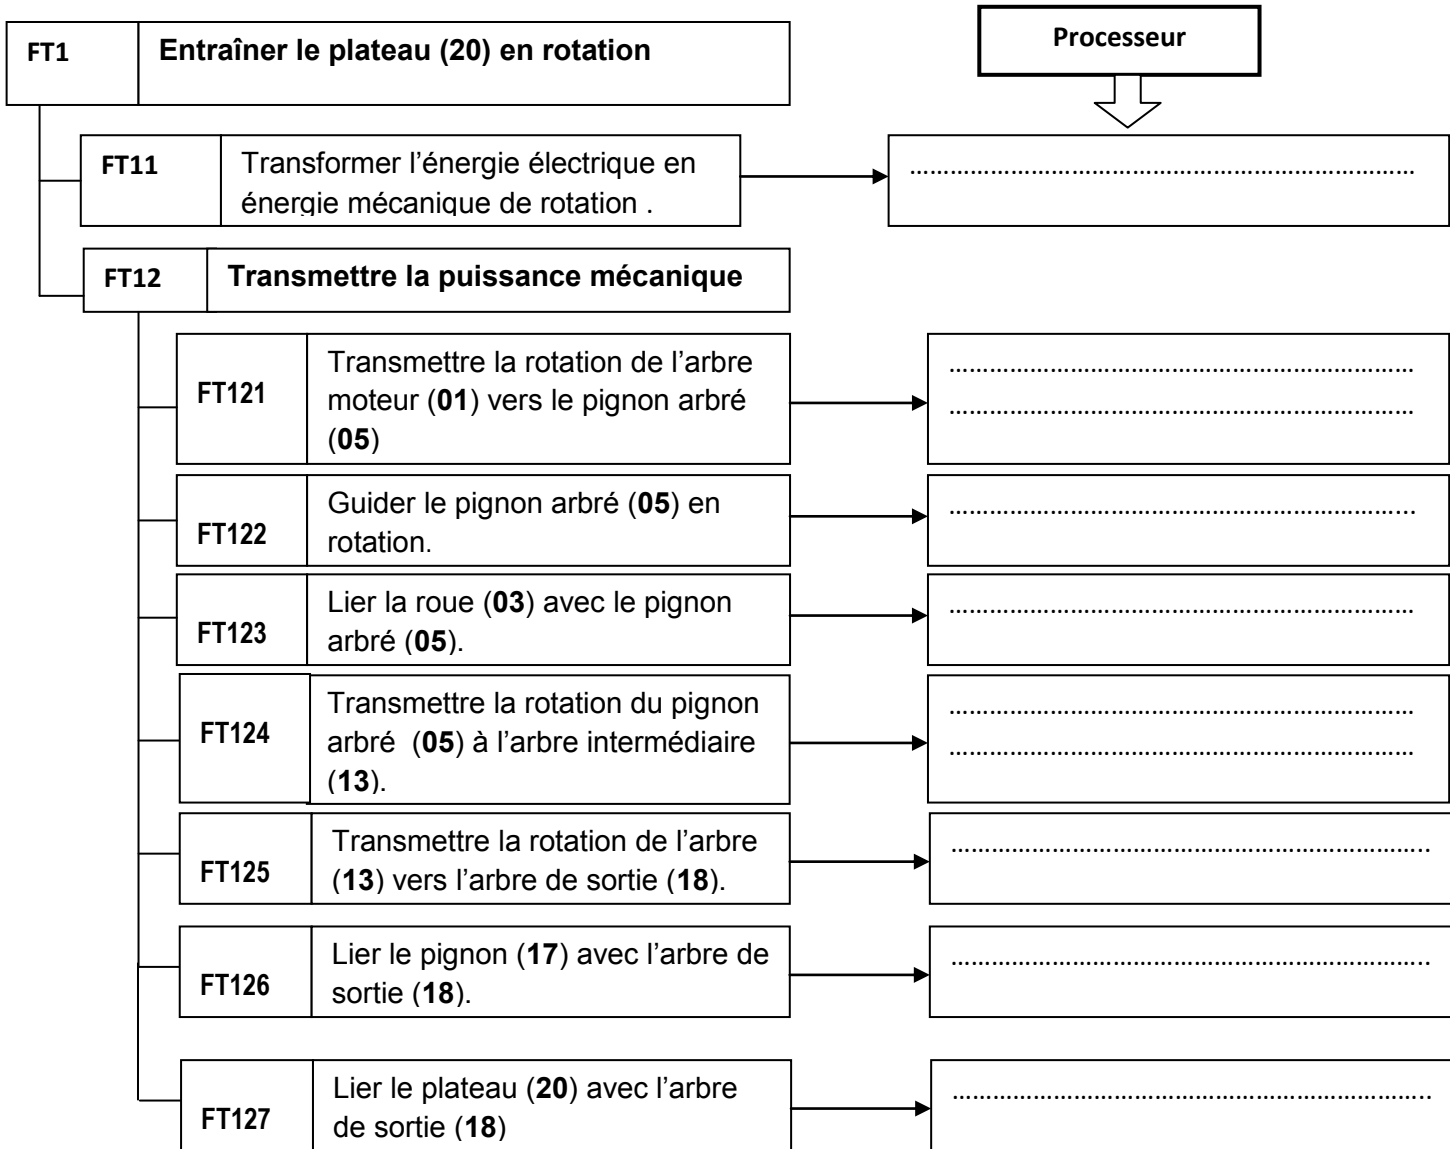 FT1 Entraîner le plateau (20) en rotation
Processeur
FT11 Transformer l’énergie électrique en
énergie mécanique de rotation .
……………………………………………………………………
FT12 Transmettre la puissance mécanique
FT121
Transmettre la rotation de l’arbre
moteur (01) vers le pignon arbré
(05)
………………………………………………………………
………………………………………………………………
FT122
Guider le pignon arbré (05) en
rotation.
………………………………………………………………..
FT123
Lier la roue (03) avec le pignon
arbré (05).
………………………………………………………………
FT124
Transmettre la rotation du pignon
arbré (05) à l’arbre intermédiaire
(13).
………………………………………………………………
………………………………………………………………
FT125
Transmettre la rotation de l’arbre
(13) vers l’arbre de sortie (18).
………………………………………………………………..
FT126
Lier le pignon (17) avec l’arbre de
sortie (18).
………………………………………………………………..
FT127
Lier le plateau (20) avec l’arbre
de sortie (18)
………………………………………………………………..